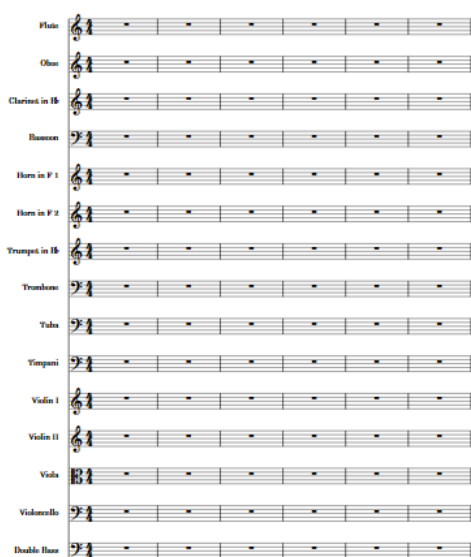 Flute
Oboe
Clarinet in B♭
Bassoon
Horn in F 1
Horn in F 2
Trumpet in B♭
Trombone
Tuba
Timpani
Violin I
Violin II
Viola
Violoncello
Double Bass